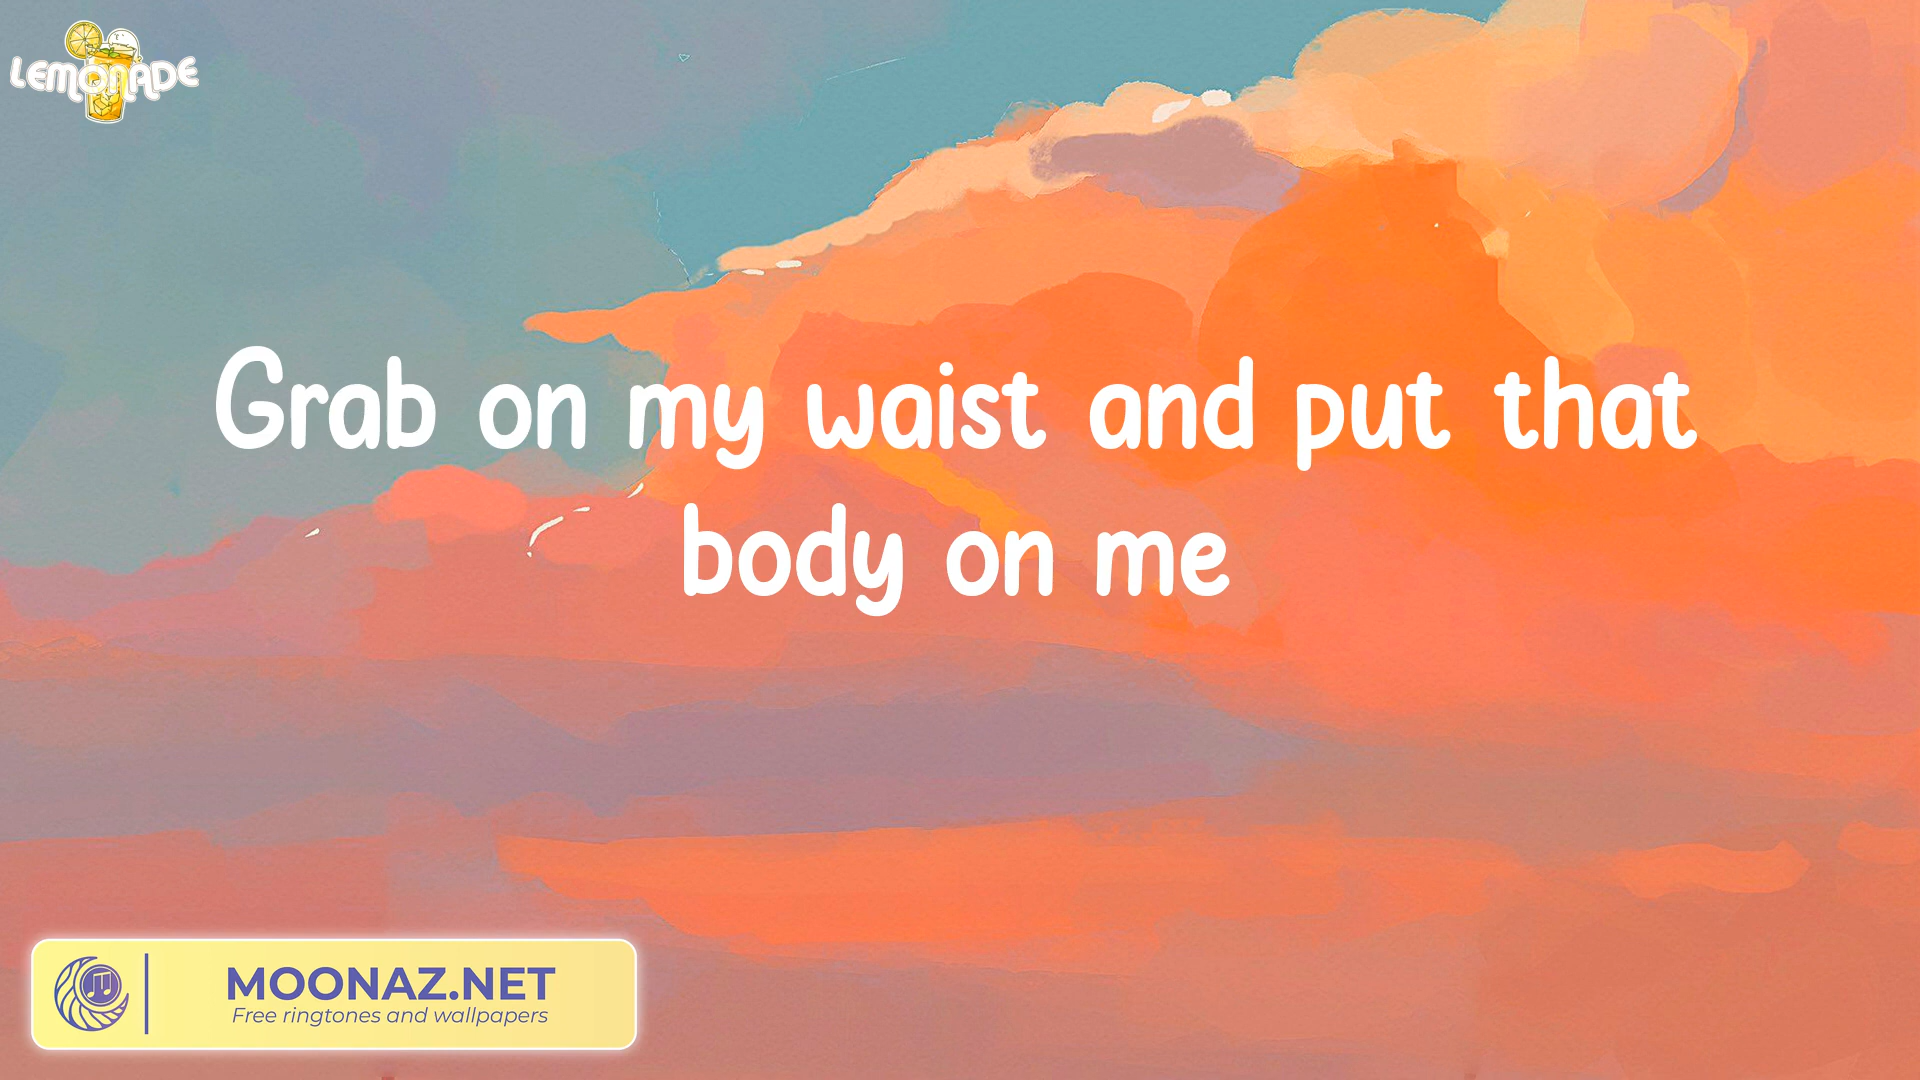 LEMONADE
Grab on my waist and put that
body on me
MOONAZ.NET
Free ringtones and wallpapers